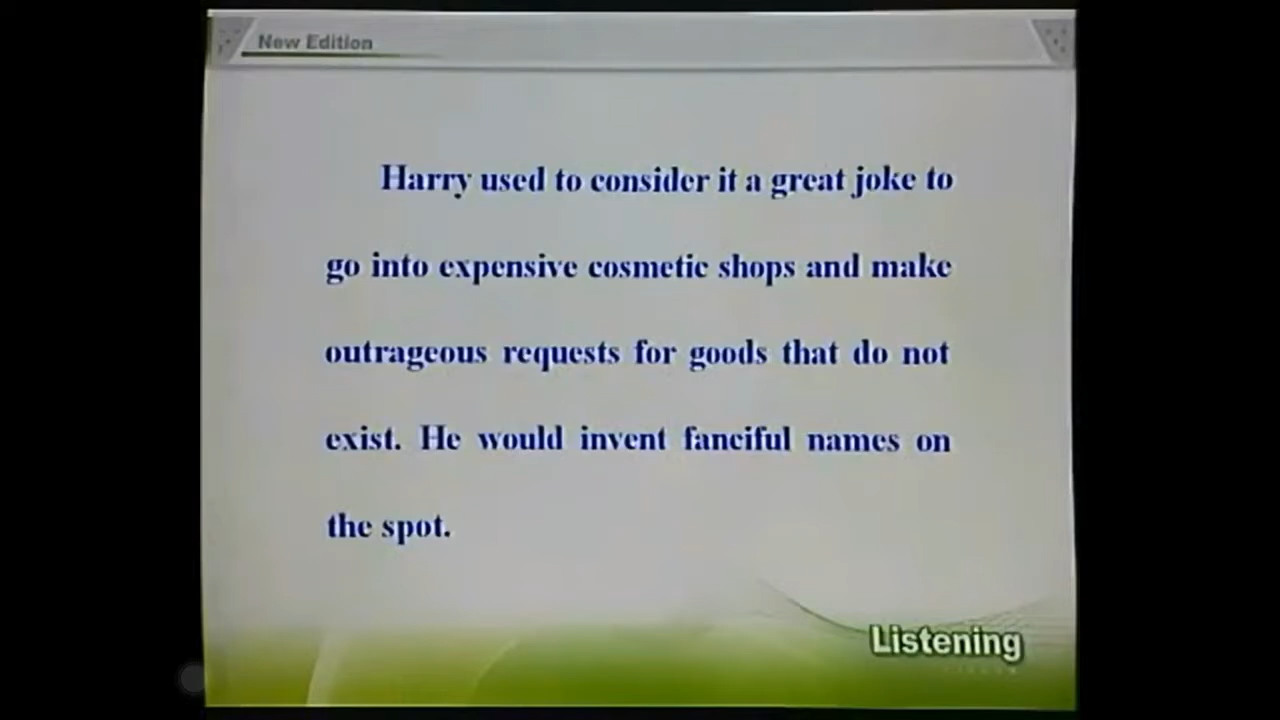 New Edition
Harry used to consider it a great joke to
go into expensive cosmetic shops and make
outrageous requests for goods that do not
exist. He would invent fanciful names on
the spot.
Listening